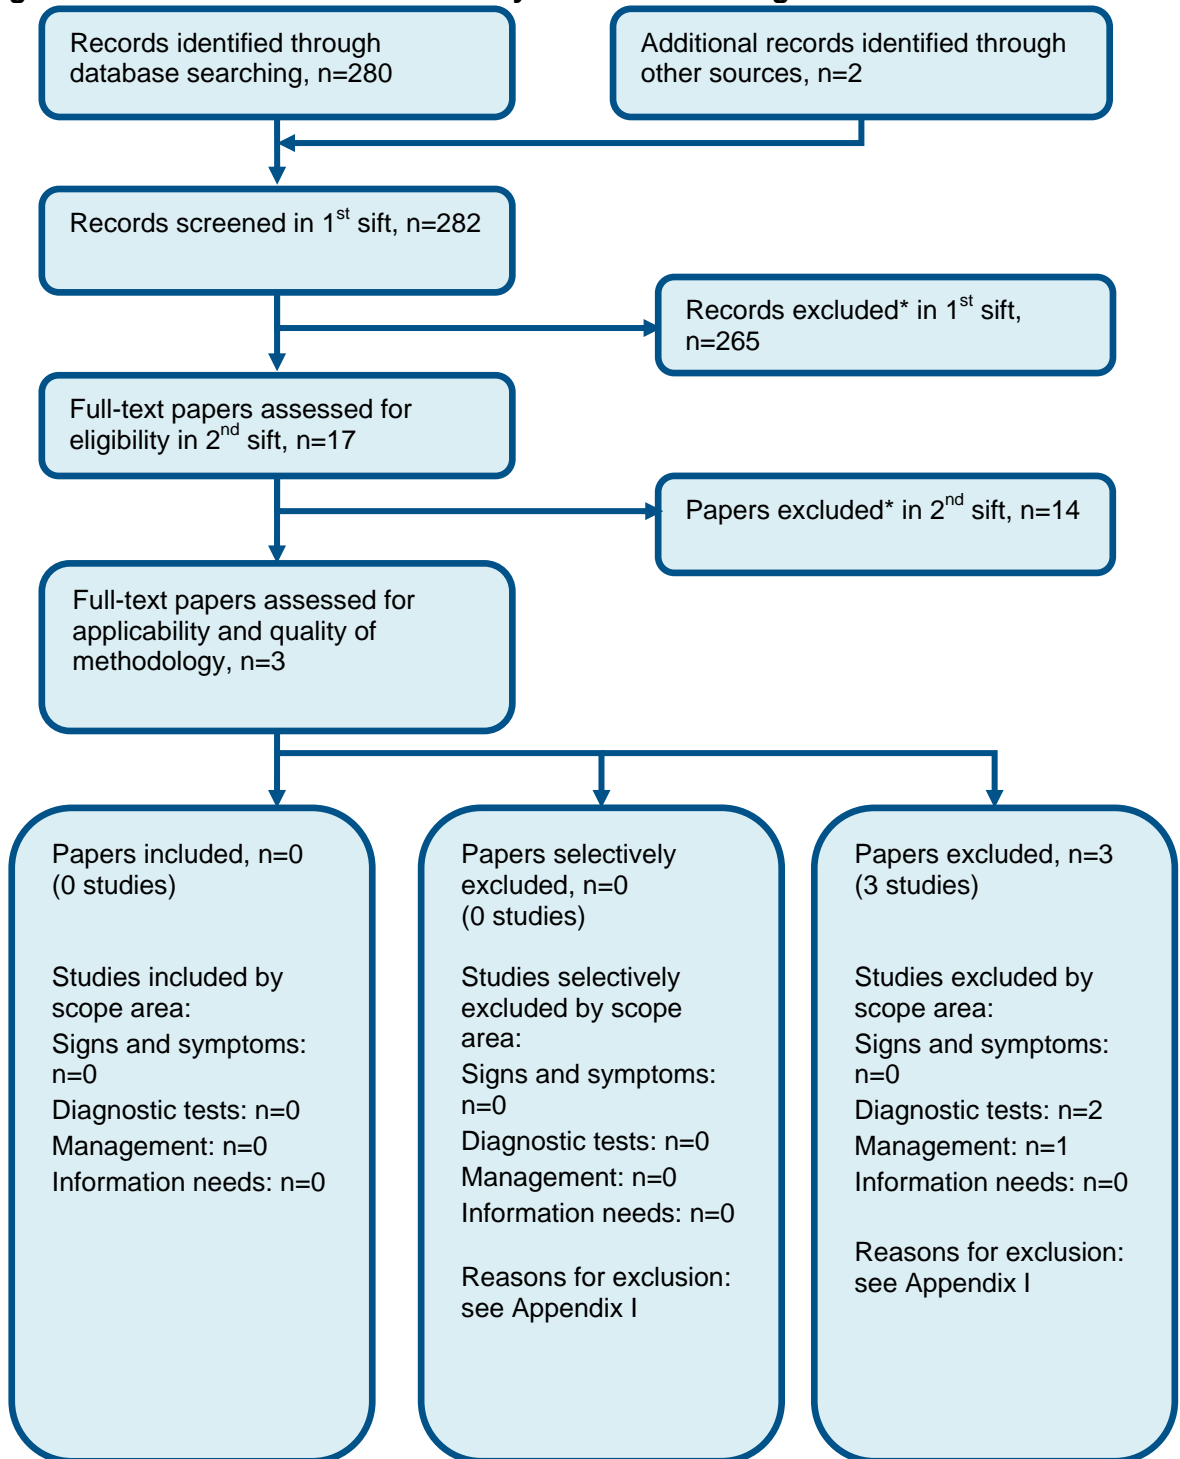 Records identified through
database searching, n=280
Additional records identified through
other sources, n=2
Records screened in 1st sift, n=282
Records excluded* in 1st sift,
n=265
Full-text papers assessed for
eligibility in 2nd sift, n=17
Papers excluded* in 2nd sift, n=14
Full-text papers assessed for
applicability and quality of
methodology, n=3
Papers included, n=0
(0 studies)
Studies included by
scope area:
Signs and symptoms:
n=0
Diagnostic tests: n=0
Management: n=0
Information needs: n=0
Papers selectively
excluded, n=0
(0 studies)
Studies selectively
excluded by scope
area:
Signs and symptoms:
n=0
Diagnostic tests: n=0
Management: n=0
Information needs: n=0
Reasons for exclusion:
see Appendix I
Papers excluded, n=3
(3 studies)
Studies excluded by
scope area:
Signs and symptoms:
n=0
Diagnostic tests: n=2
Management: n=1
Information needs: n=0
Reasons for exclusion:
see Appendix I